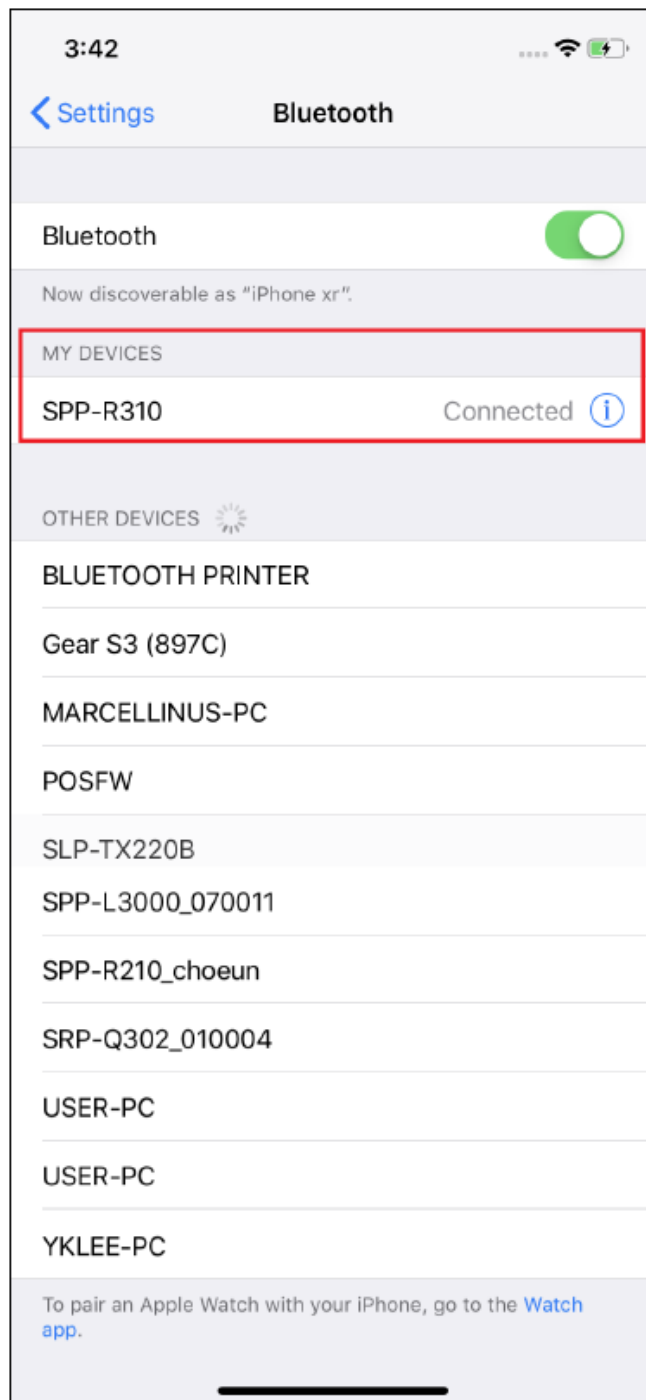 3:42
Settings
Bluetooth
Bluetooth
Now discoverable as “iPhone xr”.
MY DEVICES
SPP-R310 Connected
OTHER DEVICES
BLUETOOTH PRINTER
Gear S3 (897C)
MARCELLINUS-PC
POSFW
SLP-TX220B
SPP-L3000_070011
SPP-R210_choeun
SRP-Q302_010004
USER-PC
USER-PC
YKLEE-PC
To pair an Apple Watch with your iPhone, go to the Watch
app.